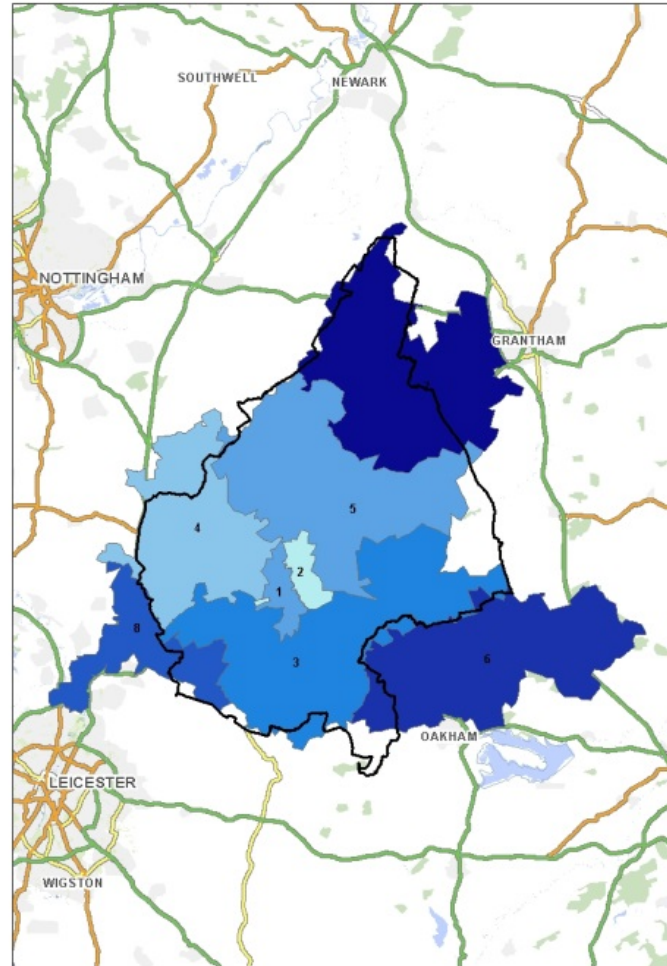 SOUTHWELL
NEWARK
NOTTINGHAM
GRANTHAM
5
4
2
1
8
3
6
OAKHAM
LEICESTER
WIGSTON